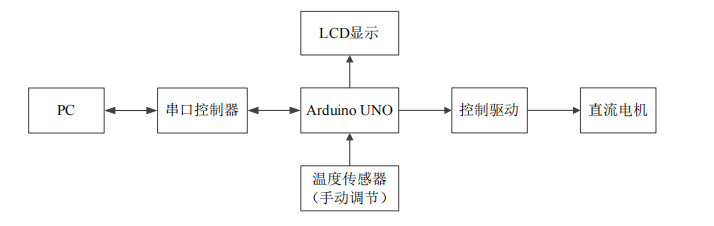 LCD显示
PC
串口控制器
Arduino UNO
控制驱动
直流电机
温度传感器
（手动调节）